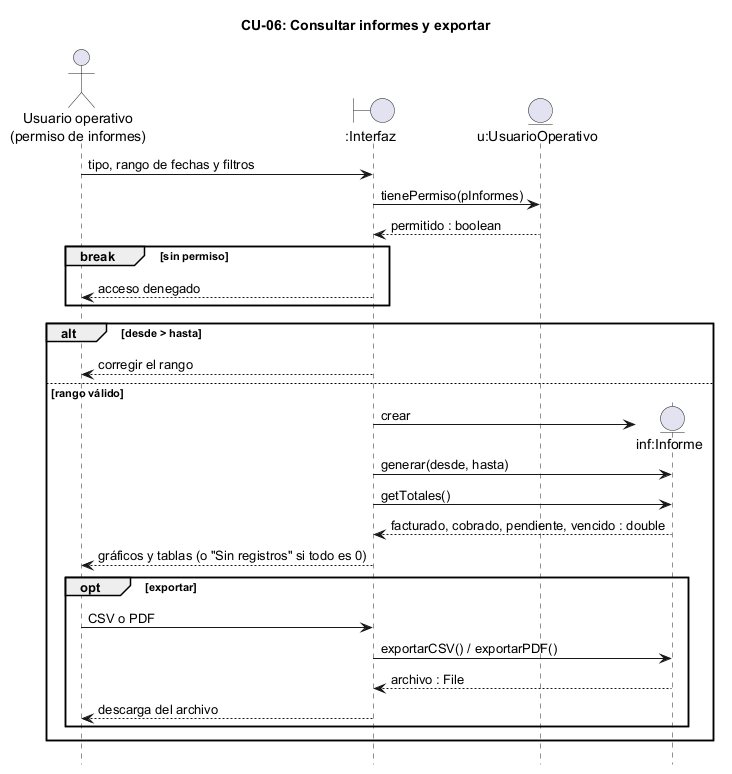 CU-06: Consultar informes y exportar
Usuario operativo
(permiso de informes)
:Interfaz
u:UsuarioOperativo
tipo, rango de fechas y filtros
tienePermiso(pInformes)
permitido : boolean
break [sin permiso]
acceso denegado
alt [desde > hasta]
corregir el rango
[rango válido]
crear
inf:Informe
generar(desde, hasta)
getTotales()
facturado, cobrado, pendiente, vencido : double
gráficos y tablas (o "Sin registros" si todo es 0)
opt [exportar]
CSV o PDF
exportarCSV() / exportarPDF()
archivo : File
descarga del archivo